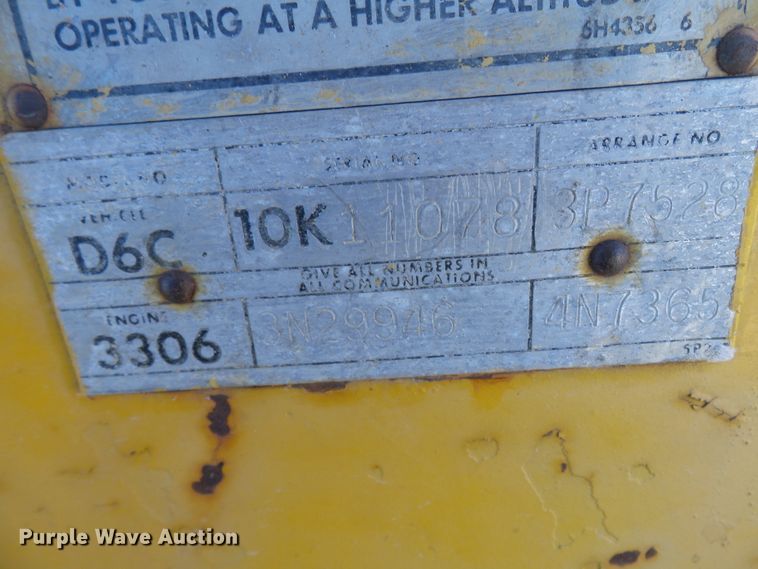 OPERATING AT A HIGHER
6H4356 6
SERIAL NO
ARRANGE NO
VEHICLE
D6C
10K11078
3P7528
GIVE ALL NUMBERS IN
ALL COMMUNICATIONS
ENGINE
3306
3N29946
4N7365
Purple Wave Auction